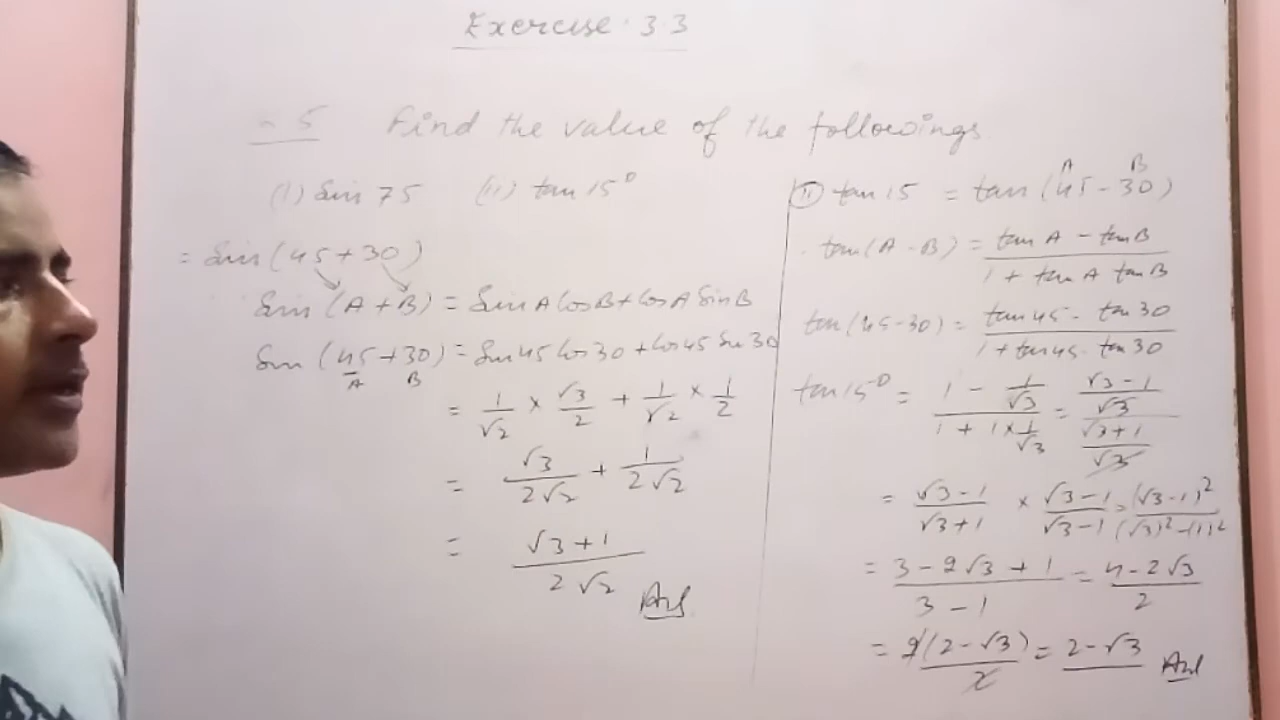 Exercise 3.3
5 Find the value of the followings
(i) Sin 75 (ii) tan 15°
= Sin (45+30)
Sin (A+B) = Sin A Cos B + Cos A Sin B
Sin (45+30) = Sin 45 Cos 30 + Cos 45 Sin 30
A B
= 1/√2 × √3/2 + 1/√2 × 1/2
= √3/2√2 + 1/2√2
= √3+1/2√2 Ans
A B
(ii) tan 15 = tan (45-30)
tan (A-B) = tan A - tan B/1 + tan A tan B
tan (45-30) = tan 45 - tan 30/1 + tan 45. tan 30
tan 15° = 1 - 1/√3/1 + 1×1/√3 = √3-1/√3/√3+1/√3
= √3-1/√3+1 × √3-1/√3-1 = (√3-1)²/(√3)²-(1)²
= 3-2√3+1/3-1 = 4-2√3/2
= 2(2-√3)/2 = 2-√3 Ans